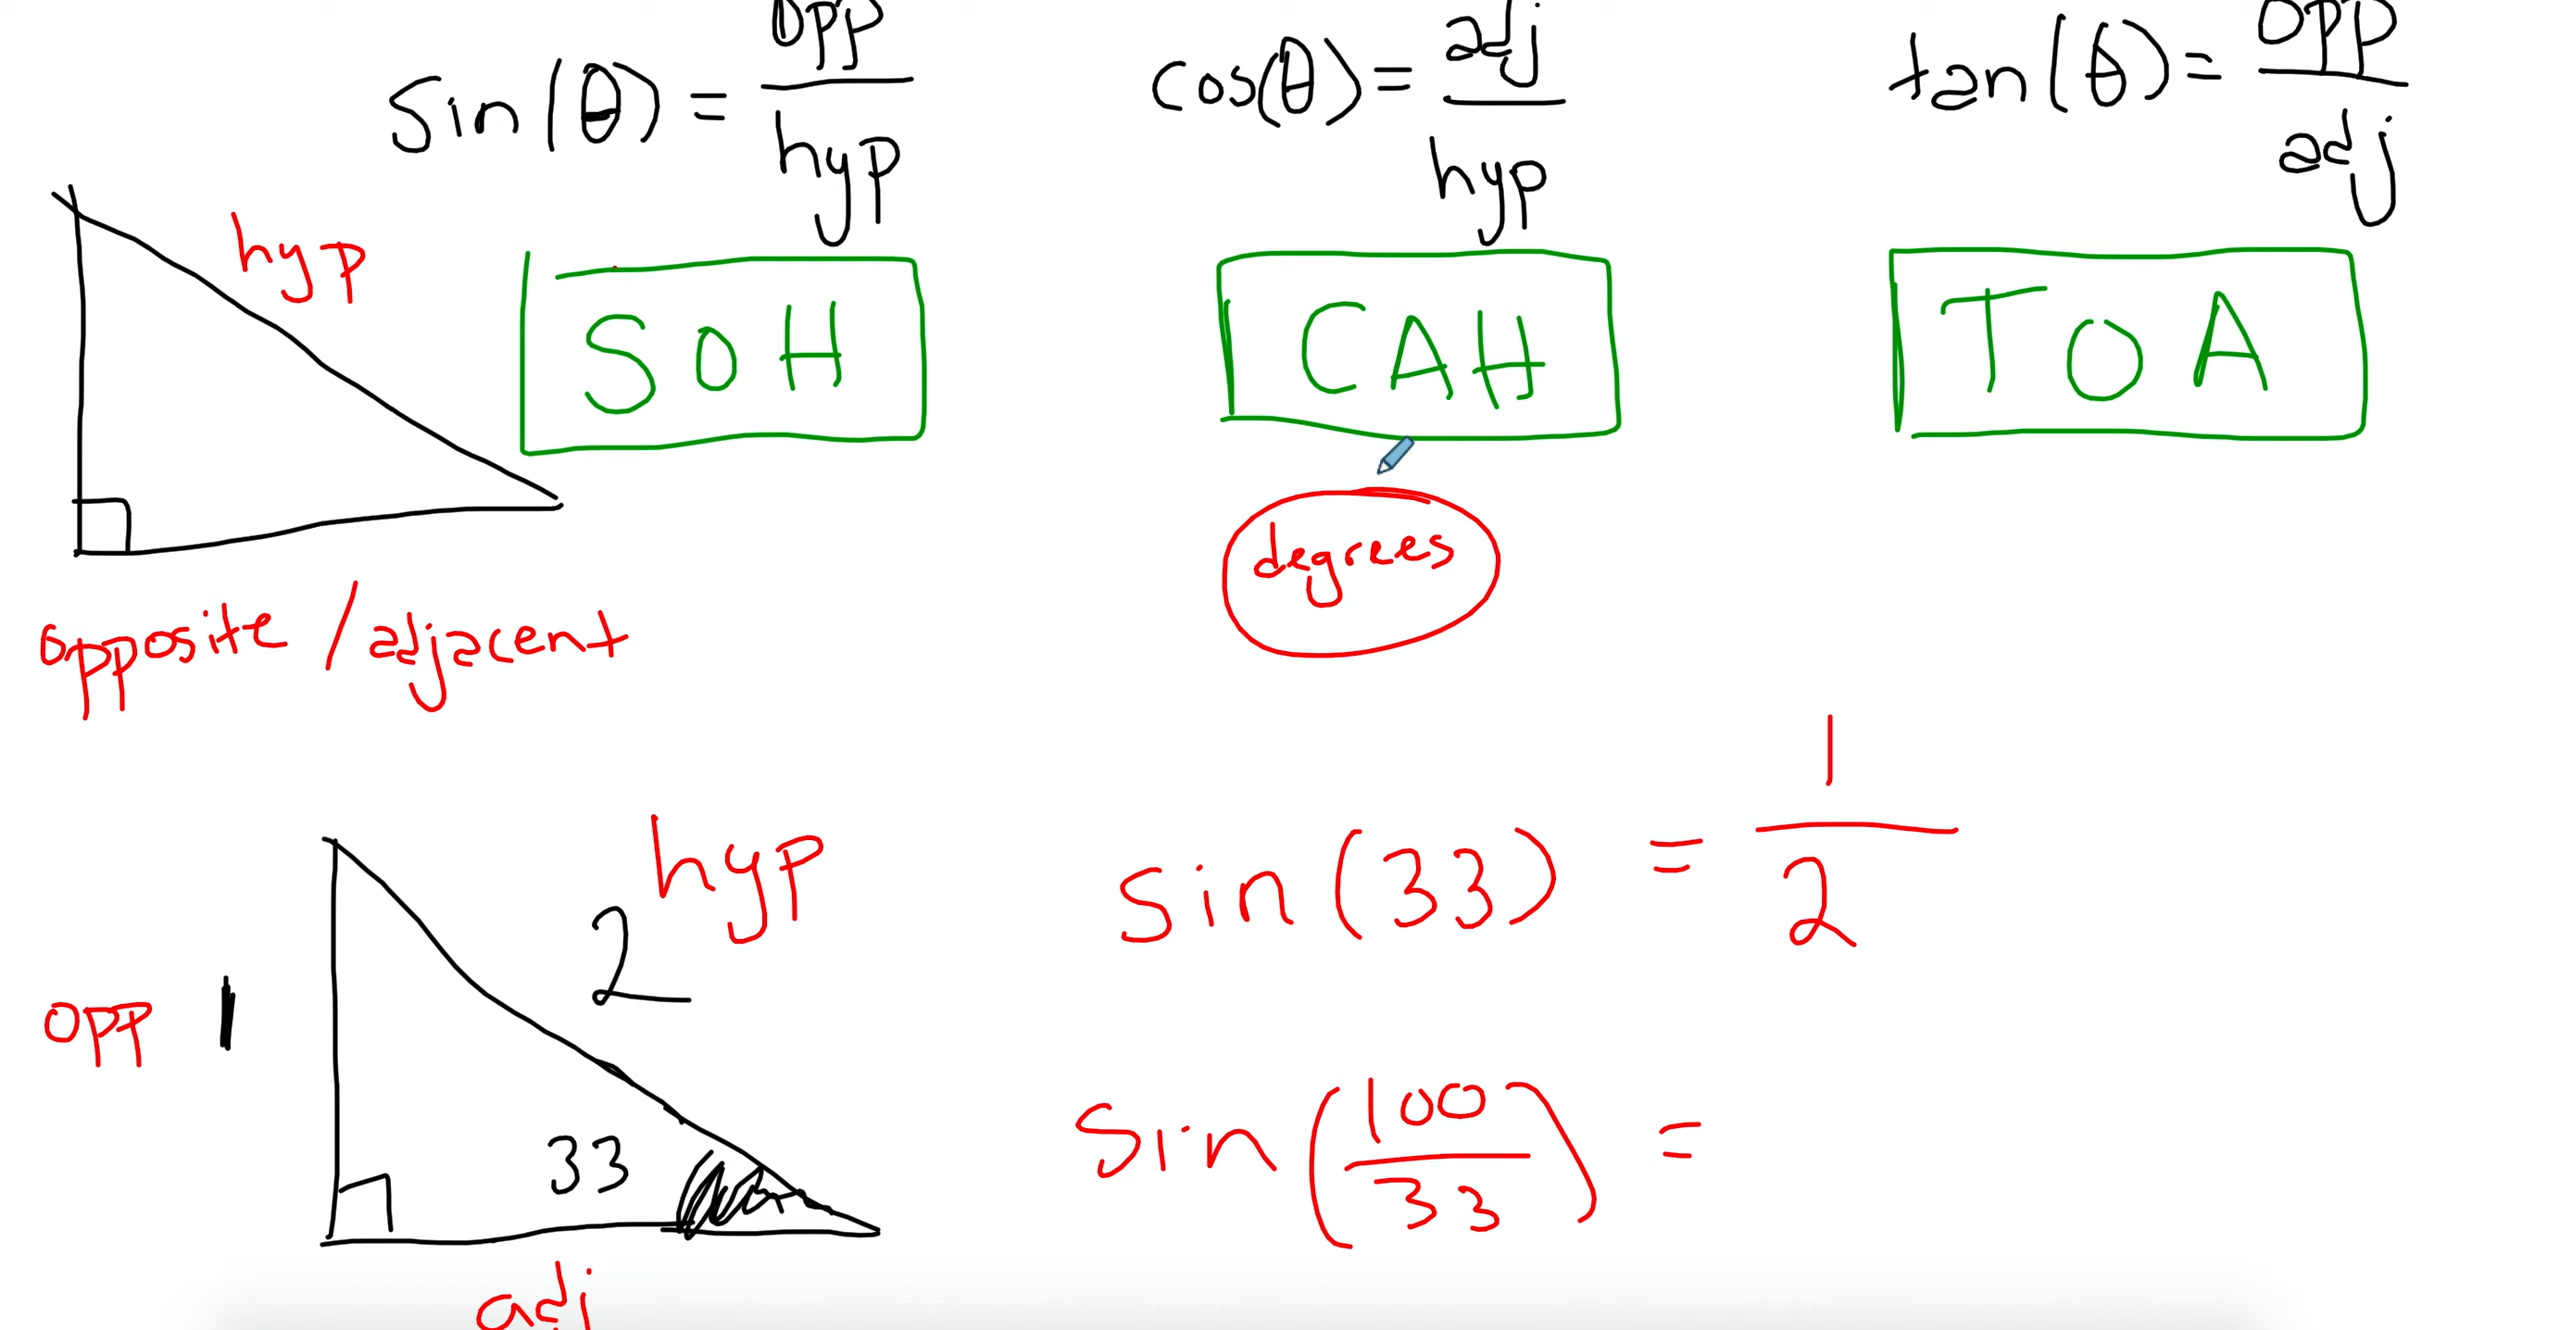 sin(θ) = opp/hyp
cos(θ) = adj/hyp
tan(θ) = opp/adj
hyp
SOH
CAH
TOA
degrees
opposite/adjacent
hyp
2
opp 1
33
adj
sin(33) = 1/2
sin(100/33) =